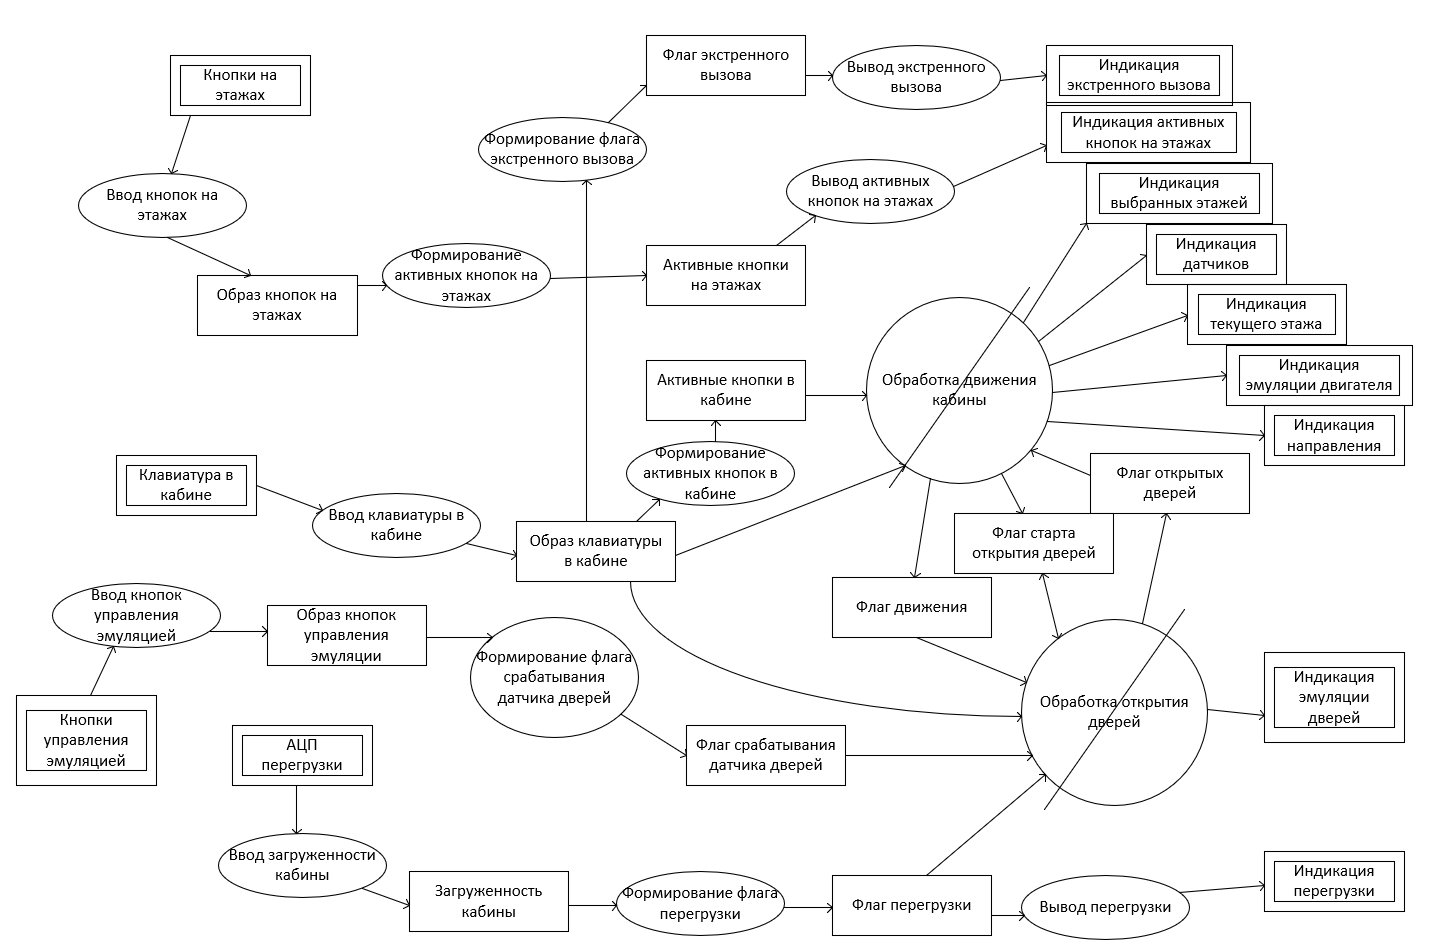 Кнопки на
этажах
Ввод кнопок на
этажах
Образ кнопок на
этажах
Формирование
активных кнопок на
этажах
Формирование флага
экстренного вызова
Флаг экстренного
вызова
Вывод экстренного
вызова
Индикация
экстренного вызова
Индикация активных
кнопок на этажах
Вывод активных
кнопок на этажах
Активные кнопки
на этажах
Индикация
выбранных этажей
Индикация
датчиков
Индикация
текущего этажа
Индикация
эмуляции двигателя
Индикация
направления
Обработка движения
кабины
Активные кнопки в
кабине
Формирование
активных кнопок в
кабине
Клавиатура в
кабине
Ввод клавиатуры в
кабине
Образ клавиатуры
в кабине
Флаг открытых
дверей
Флаг старта
открытия дверей
Флаг движения
Ввод кнопок
управления
эмуляцией
Образ кнопок
управления
эмуляции
Формирование флага
срабатывания
датчика дверей
Кнопки
управления
эмуляцией
АЦП
перегрузки
Флаг срабатывания
датчика дверей
Обработка открытия
дверей
Индикация
эмуляции
дверей
Ввод загруженности
кабины
Загруженность
кабины
Формирование флага
перегрузки
Флаг перегрузки
Вывод перегрузки
Индикация
перегрузки